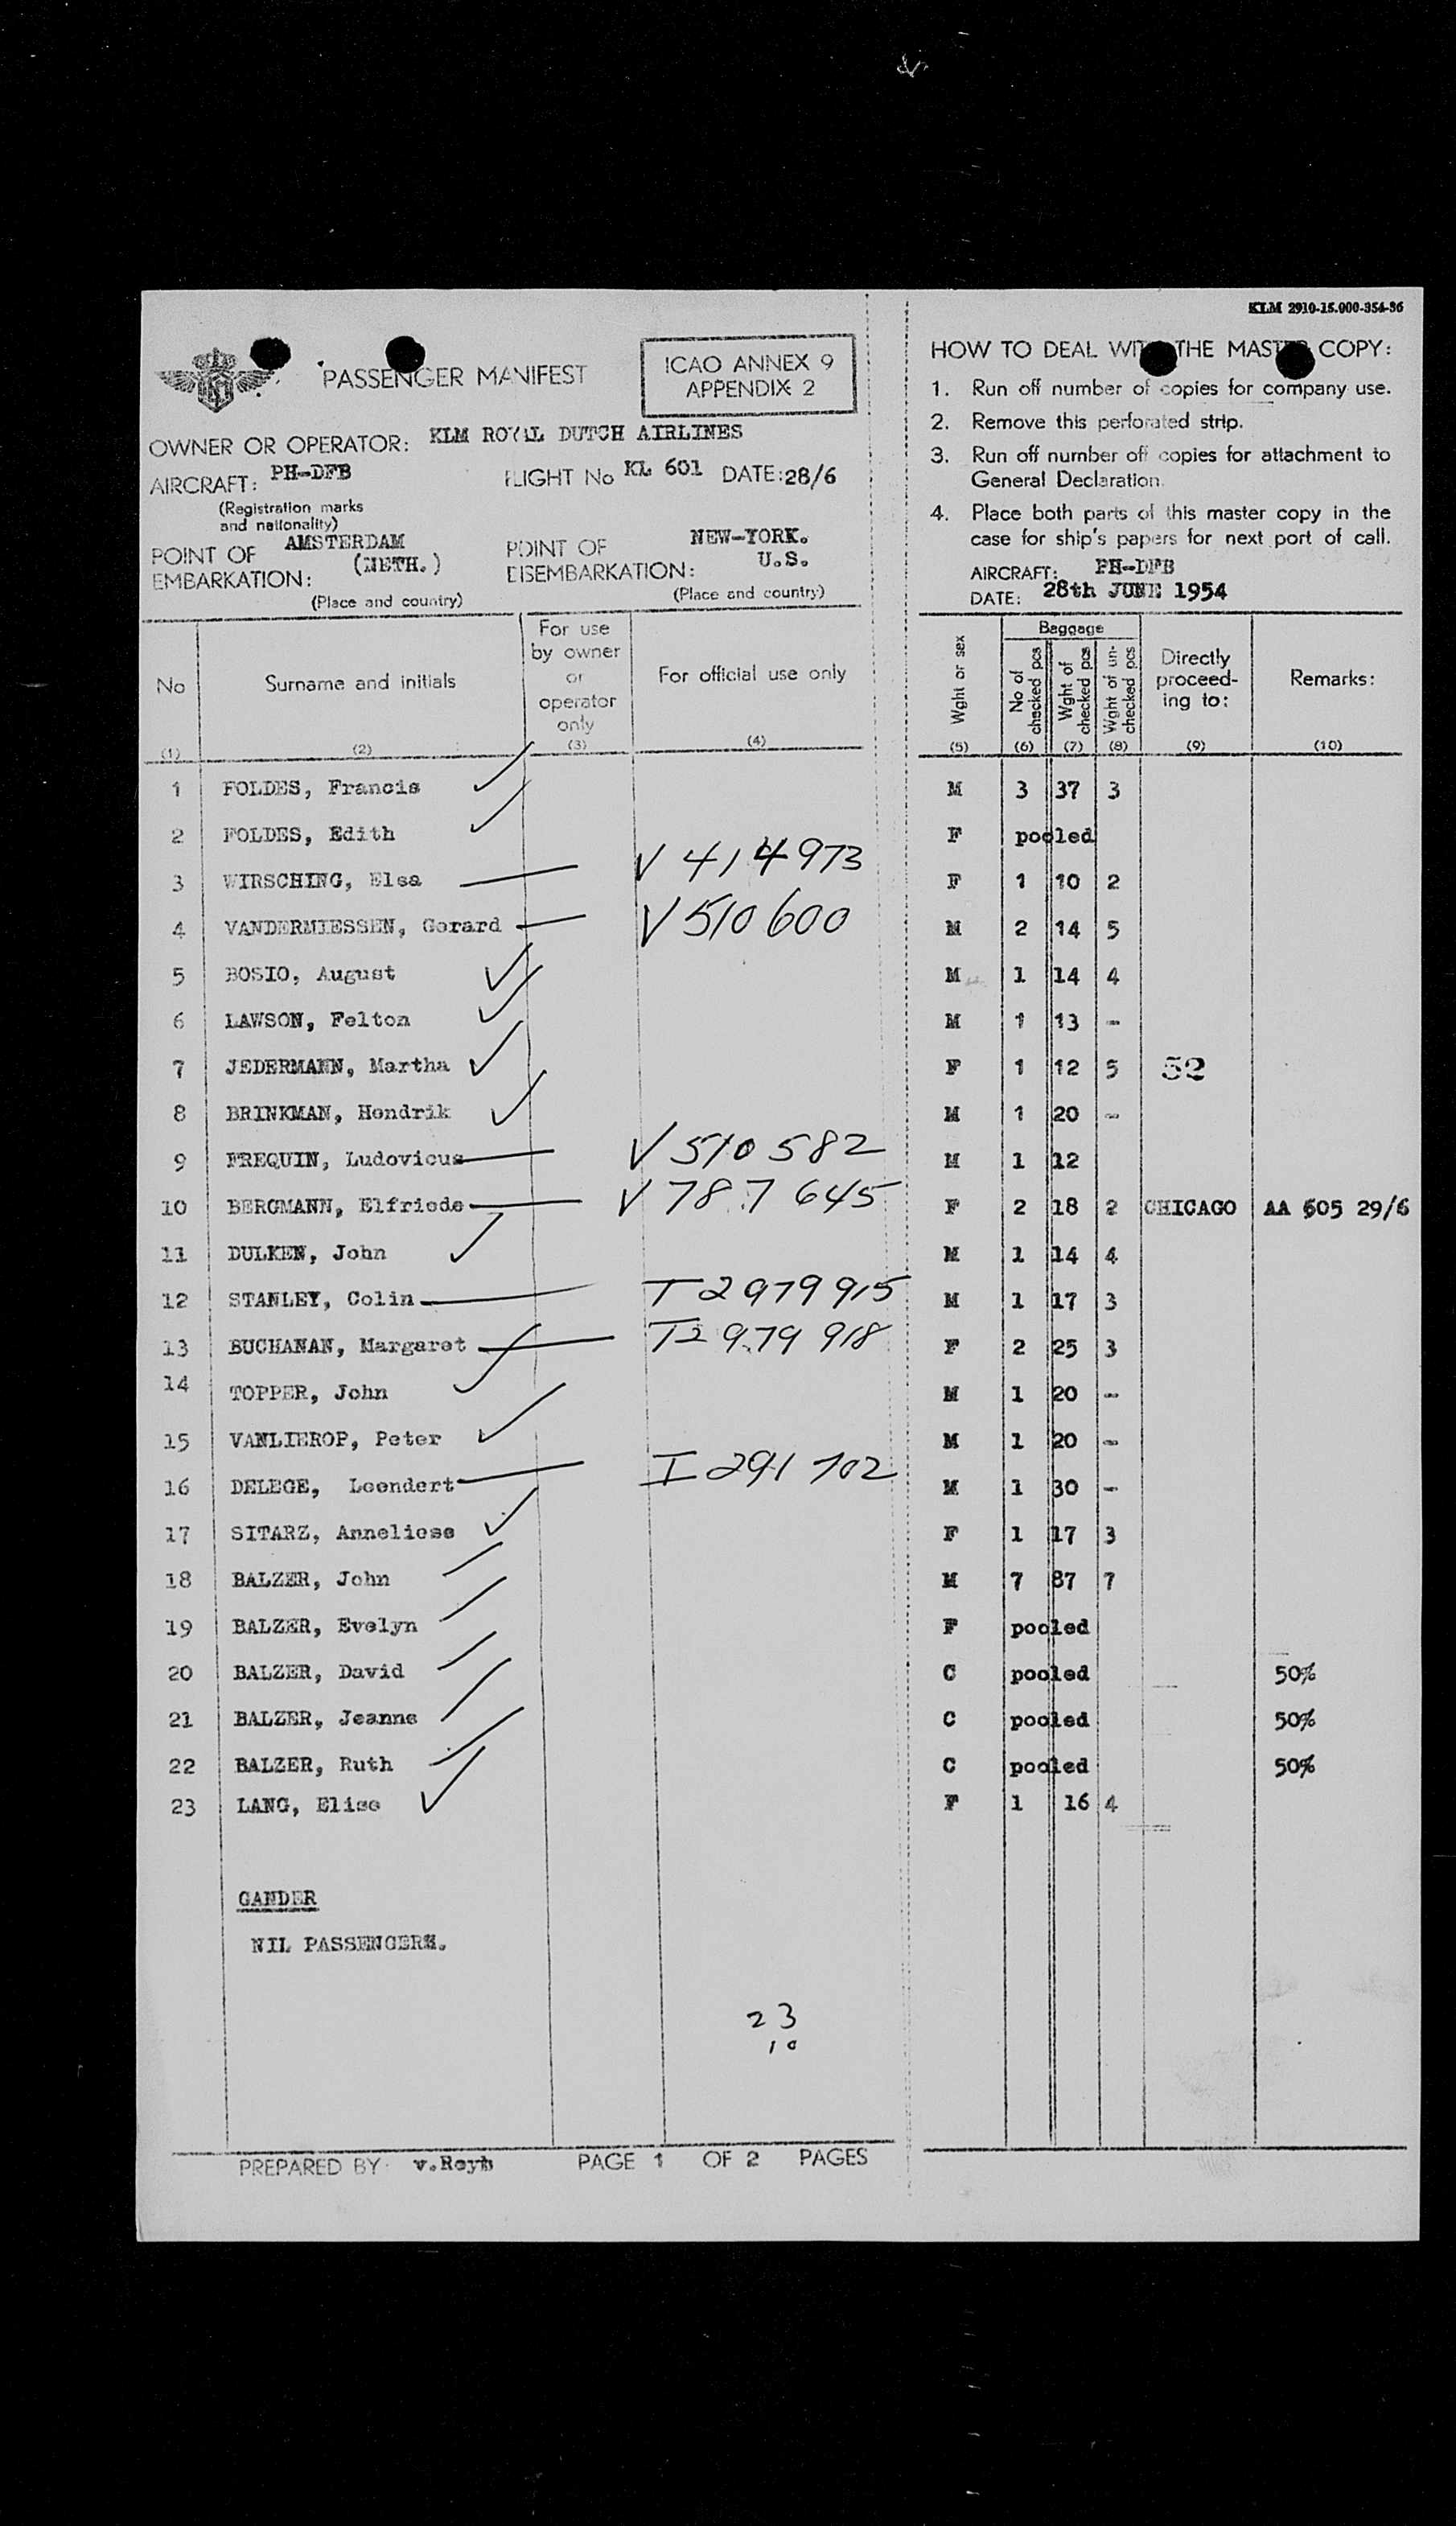 KLM 2910-15.000-354-86
PASSENGER MANIFEST
ICAO ANNEX 9
APPENDIX 2
OWNER OR OPERATOR: KLM ROYAL DUTCH AIRLINES
AIRCRAFT: PH-DFB FLIGHT No KL 601 DATE: 28/6
(Registration marks
and nationality)
POINT OF EMBARKATION: AMSTERDAM (NETH.)
(Place and country)
POINT OF DISEMBARKATION: NEW-YORK. U.S.
(Place and country)
HOW TO DEAL WITH THE MASTER COPY:
1. Run off number of copies for company use.
2. Remove this perforated strip.
3. Run off number off copies for attachment to
General Declaration.
4. Place both parts of this master copy in the
case for ship's papers for next port of call.
AIRCRAFT: PH-DFB
DATE: 28th JUNE 1954
No (1) Surname and initials (2) For use by owner or operator only (3) For official use only (4) Wght or sex (5) Baggage No of checked pcs (6) Wght of checked pcs (7) Wght of un-checked pcs (8) Directly proceed-ing to: (9) Remarks: (10)
1 FOLDES, Francis M 3 37 3
2 FOLDES, Edith F pooled
3 WIRSCHING, Elsa V 414973 F 1 10 2
4 VANDERMIESSEN, Gerard V 510600 M 2 14 5
5 BOSIO, August M 1 14 4
6 LAWSON, Felton M 1 13 -
7 JEDERMANN, Martha F 1 12 5 52
8 BRINKMAN, Hendrik M 1 20 -
9 FREQUIN, Ludovicus V 510582 M 1 12
10 BERGMANN, Elfriede V 787645 F 2 18 2 CHICAGO AA 605 29/6
11 DULKEN, John M 1 14 4
12 STANLEY, Colin T 2979915 M 1 17 3
13 BUCHANAN, Margaret T2979918 F 2 25 3
14 TOPPER, John M 1 20 -
15 VANLIEROP, Peter M 1 20 -
16 DELEGE, Leendert I 291702 M 1 30 -
17 SITARZ, Anneliese F 1 17 3
18 BALZER, John M 7 87 7
19 BALZER, Evelyn F pooled
20 BALZER, David C pooled 50%
21 BALZER, Jeanne C pooled 50%
22 BALZER, Ruth C pooled 50%
23 LANG, Elise F 1 16 4
GANDER
NIL PASSENGERS.
23
10
PREPARED BY: PAGE 1 OF 2 PAGES